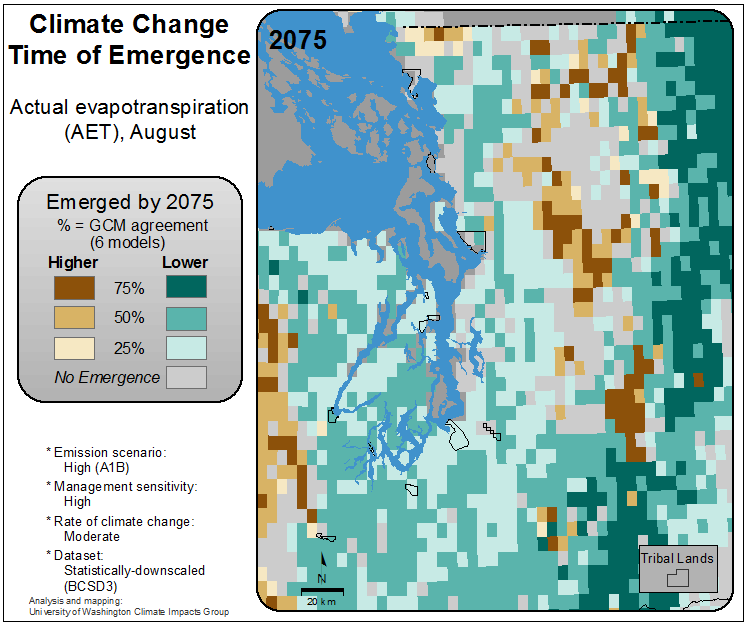 Climate Change
Time of Emergence
Actual evapotranspiration
(AET), August
Emerged by 2075
% = GCM agreement
(6 models)
Higher Lower
75%
50%
25%
No Emergence
* Emission scenario:
High (A1B)
* Management sensitivity:
High
* Rate of climate change:
Moderate
* Dataset:
Statistically-downscaled
(BCSD3)
Analysis and mapping:
University of Washington Climate Impacts Group
2075
N
20 km
Tribal Lands